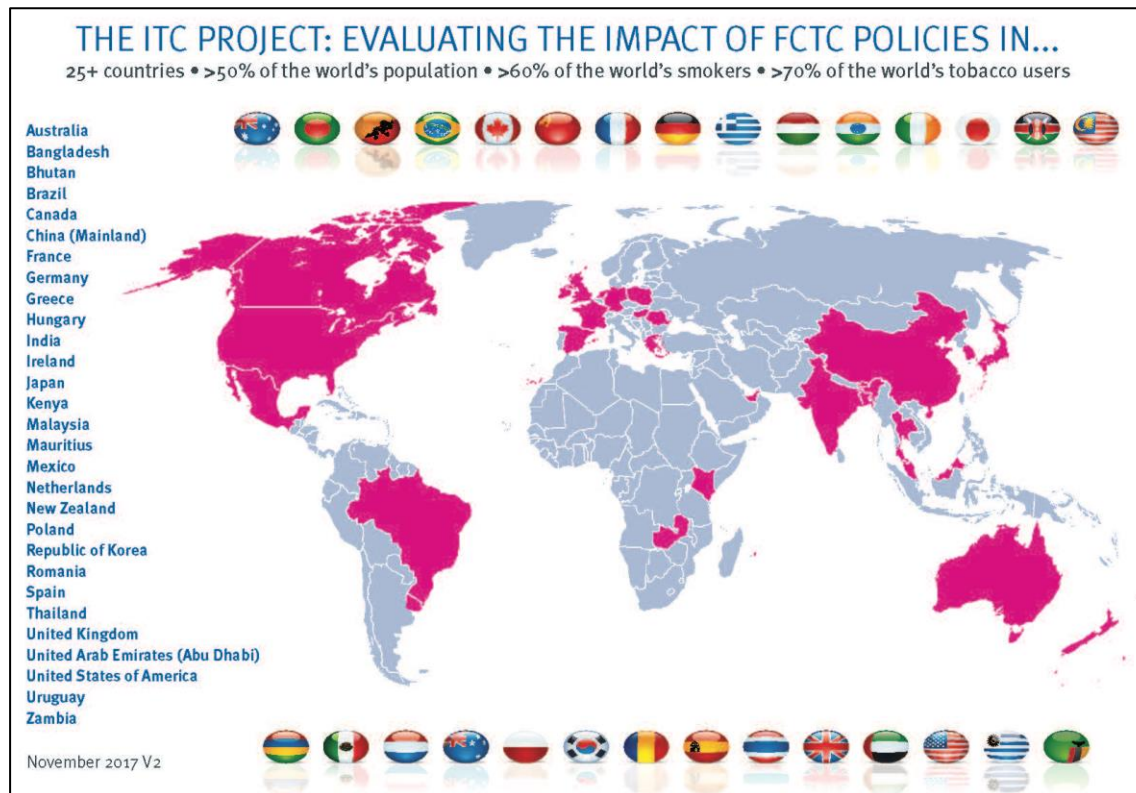 THE ITC PROJECT: EVALUATING THE IMPACT OF FCTC POLICIES IN...
25+ countries • >50% of the world's population • >60% of the world's smokers • >70% of the world's tobacco users
Australia
Bangladesh
Bhutan
Brazil
Canada
China (Mainland)
France
Germany
Greece
Hungary
India
Ireland
Japan
Kenya
Malaysia
Mauritius
Mexico
Netherlands
New Zealand
Poland
Republic of Korea
Romania
Spain
Thailand
United Kingdom
United Arab Emirates (Abu Dhabi)
United States of America
Uruguay
Zambia
November 2017 V2